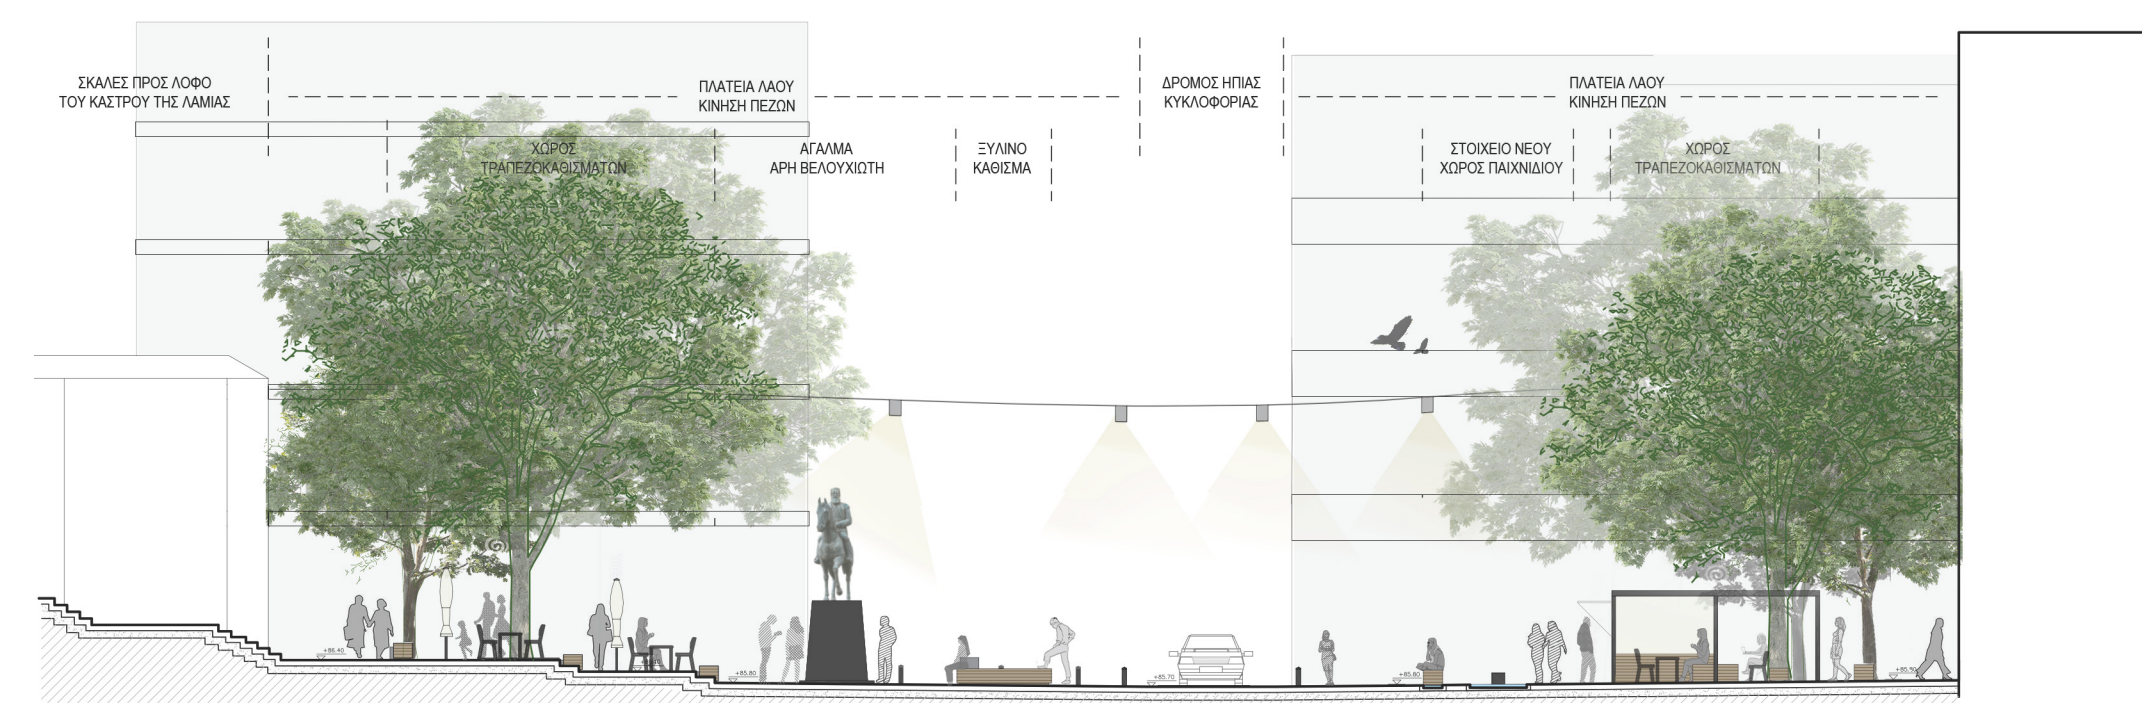 ΣΚΑΛΕΣ ΠΡΟΣ ΛΟΦΟ
ΤΟΥ ΚΑΣΤΡΟΥ ΤΗΣ ΛΑΜΙΑΣ
ΠΛΑΤΕΙΑ ΛΑΟΥ
ΚΙΝΗΣΗ ΠΕΖΩΝ
ΔΡΟΜΟΣ ΗΠΙΑΣ
ΚΥΚΛΟΦΟΡΙΑΣ
ΠΛΑΤΕΙΑ ΛΑΟΥ
ΚΙΝΗΣΗ ΠΕΖΩΝ
ΧΩΡΟΣ
ΤΡΑΠΕΖΟΚΑΘΙΣΜΑΤΩΝ
ΑΓΑΛΜΑ
ΑΡΗ ΒΕΛΟΥΧΙΩΤΗ
ΞΥΛΙΝΟ
ΚΑΘΙΣΜΑ
ΣΤΟΙΧΕΙΟ ΝΕΟΥ
ΧΩΡΟΣ ΠΑΙΧΝΙΔΙΟΥ
ΧΩΡΟΣ
ΤΡΑΠΕΖΟΚΑΘΙΣΜΑΤΩΝ
+86.40
+85.80
+85.70
+85.80